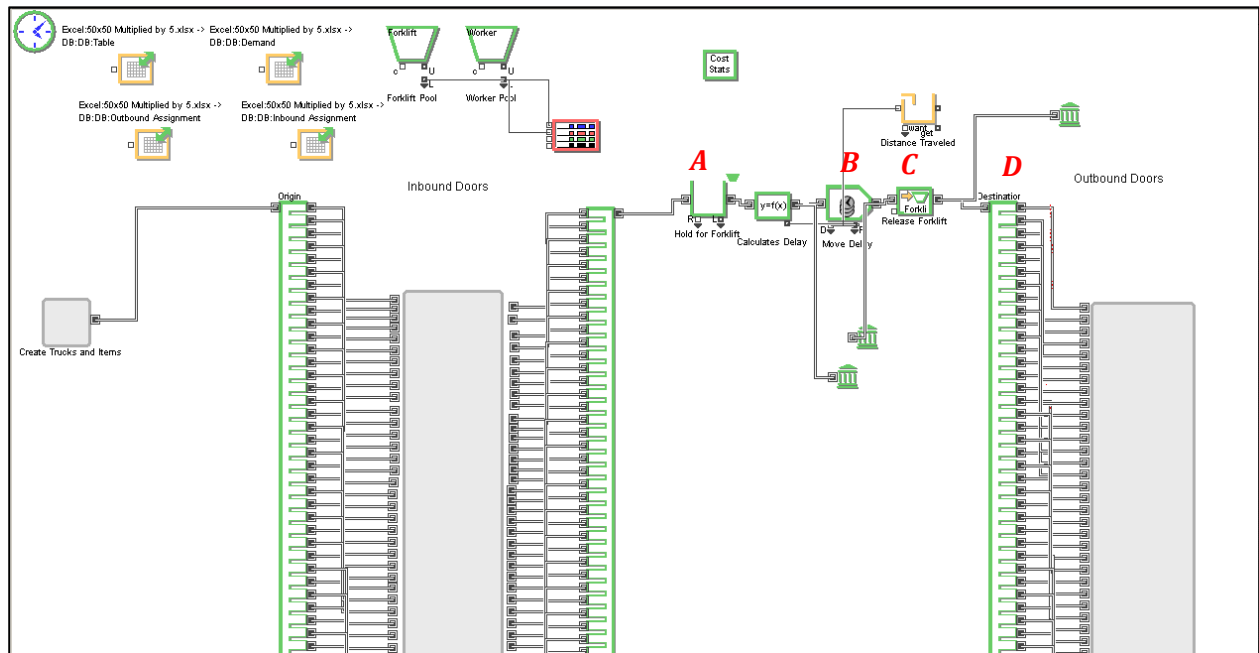 Excel:50x50 Multiplied by 5.xlsx ->
DB:DB:Table
Excel:50x50 Multiplied by 5.xlsx ->
DB:DB:Demand
Forklift
c U
L
Forklift Pool
Worker
c U
Worker Pool
Cost
Stats
Excel:50x50 Multiplied by 5.xlsx ->
DB:DB:Outbound Assignment
Excel:50x50 Multiplied by 5.xlsx ->
DB:DB:Inbound Assignment
want
get
Distance Traveled
A
B
C
D
Inbound Doors
Outbound Doors
Origin
R L
Hold for Forklift
y=f(x)
Calculates Delay
D F
Move Delay
Forkli
Release Forklift
Destination
Create Trucks and Items